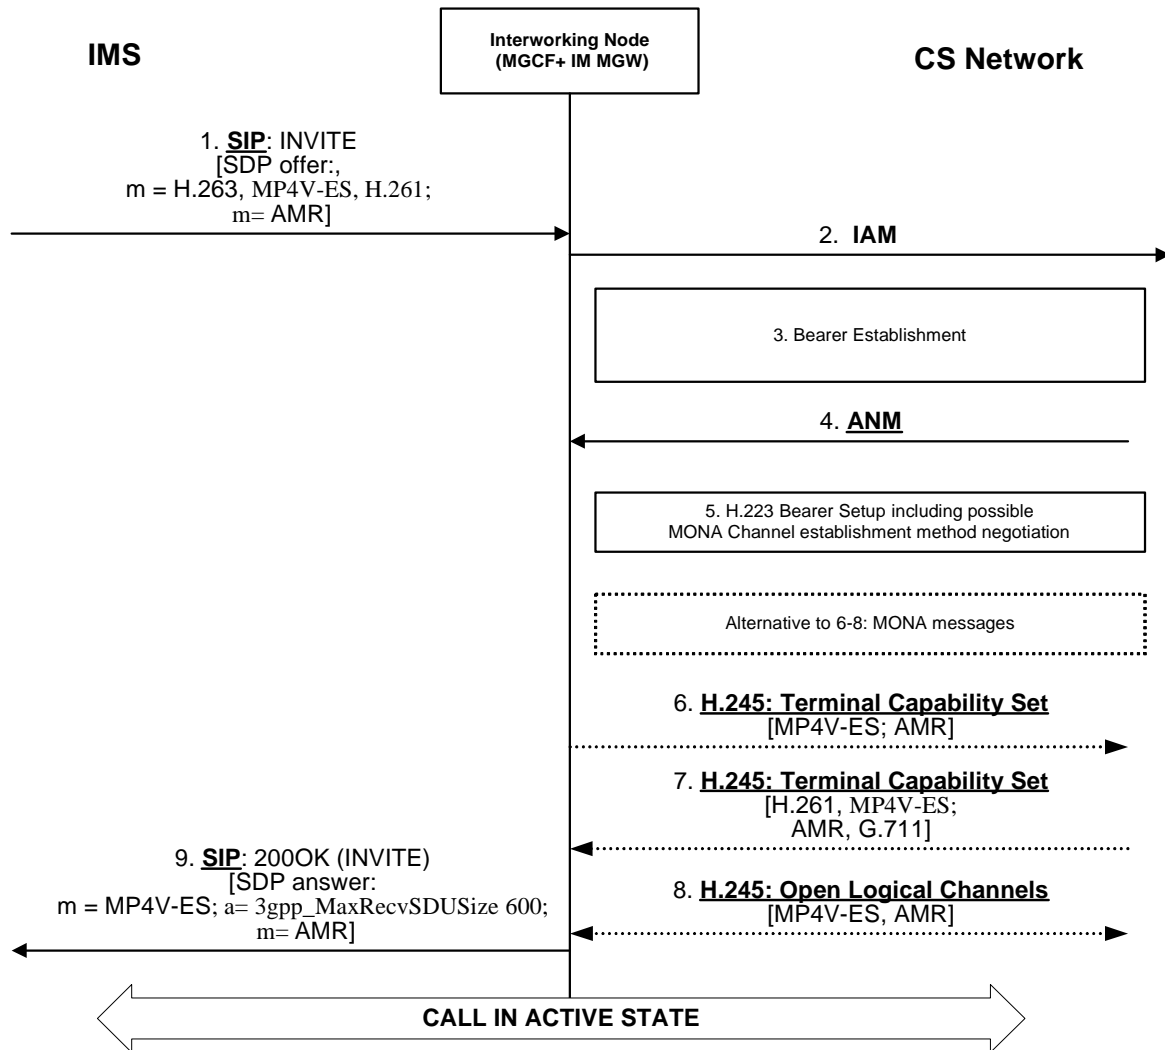 IMS
Interworking Node
(MGCF+ IM MGW)
CS Network
1. SIP: INVITE
[SDP offer:,
m = H.263, MP4V-ES, H.261;
m= AMR]
2. IAM
3. Bearer Establishment
4. ANM
5. H.223 Bearer Setup including possible
MONA Channel establishment method negotiation
Alternative to 6-8: MONA messages
6. H.245: Terminal Capability Set
[MP4V-ES; AMR]
7. H.245: Terminal Capability Set
[H.261, MP4V-ES;
AMR, G.711]
9. SIP: 200OK (INVITE)
[SDP answer:
m = MP4V-ES; a= 3gpp_MaxRecvSDUSize 600;
m= AMR]
8. H.245: Open Logical Channels
[MP4V-ES, AMR]
CALL IN ACTIVE STATE